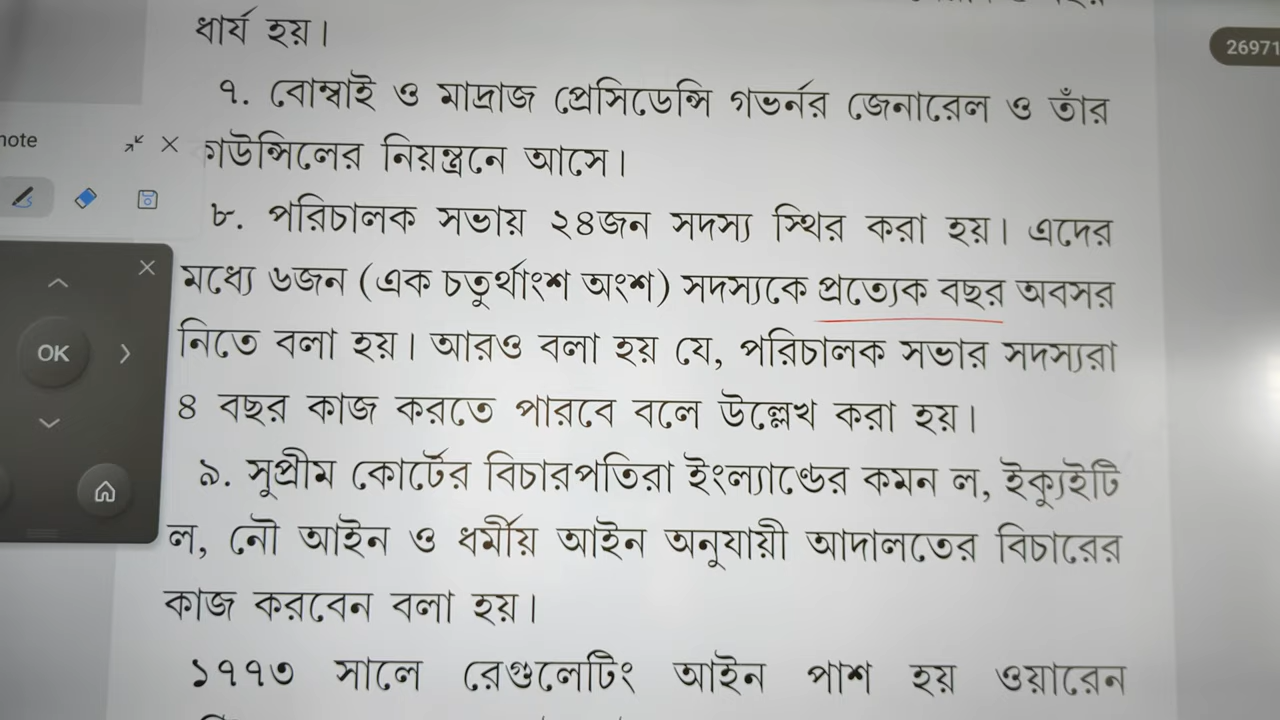 ধার্য হয়।
৭. বোম্বাই ও মাদ্রাজ প্রেসিডেন্সি গভর্নর জেনারেল ও তাঁর
নিয়ন্ত্রনে আসে।
৮. পরিচালক সভায় ২৪জন সদস্য স্থির করা হয়। এদের
মধ্যে ৬জন (এক চতুর্থাংশ অংশ) সদস্যকে প্রত্যেক বছর অবসর
নিতে বলা হয়। আরও বলা হয় যে, পরিচালক সভার সদস্যরা
৪ বছর কাজ করতে পারবে বলে উল্লেখ করা হয়।
৯. সুপ্রীম কোর্টের বিচারপতিরা ইংল্যাণ্ডের কমন ল, ইক্যুইটি
ল, নৌ আইন ও ধর্মীয় আইন অনুযায়ী আদালতের বিচারের
কাজ করবেন বলা হয়।
১৭৭৩ সালে রেগুলেটিং আইন পাশ হয় ওয়ারেন
26971
OK